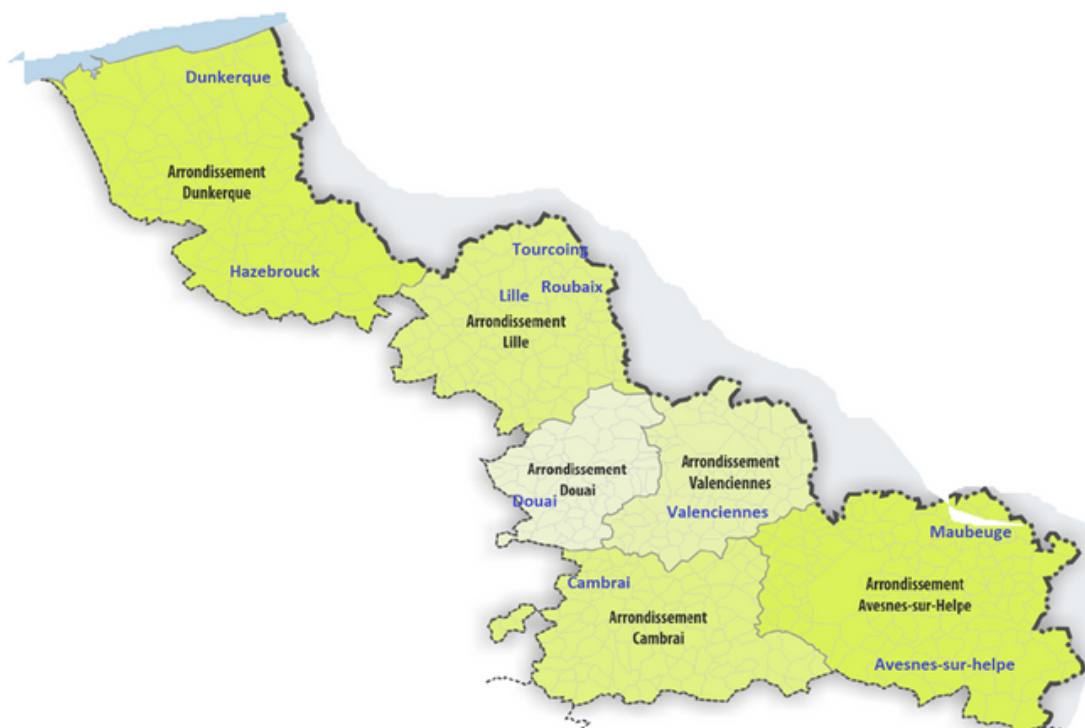 Dunkerque
Arrondissement
Dunkerque
Hazebrouck
Tourcoing
Roubaix
Lille
Arrondissement
Lille
Arrondissement
Douai
Douai
Arrondissement
Valenciennes
Valenciennes
Maubeuge
Cambrai
Arrondissement
Cambrai
Arrondissement
Avesnes-sur-Helpe
Avesnes-sur-helpe